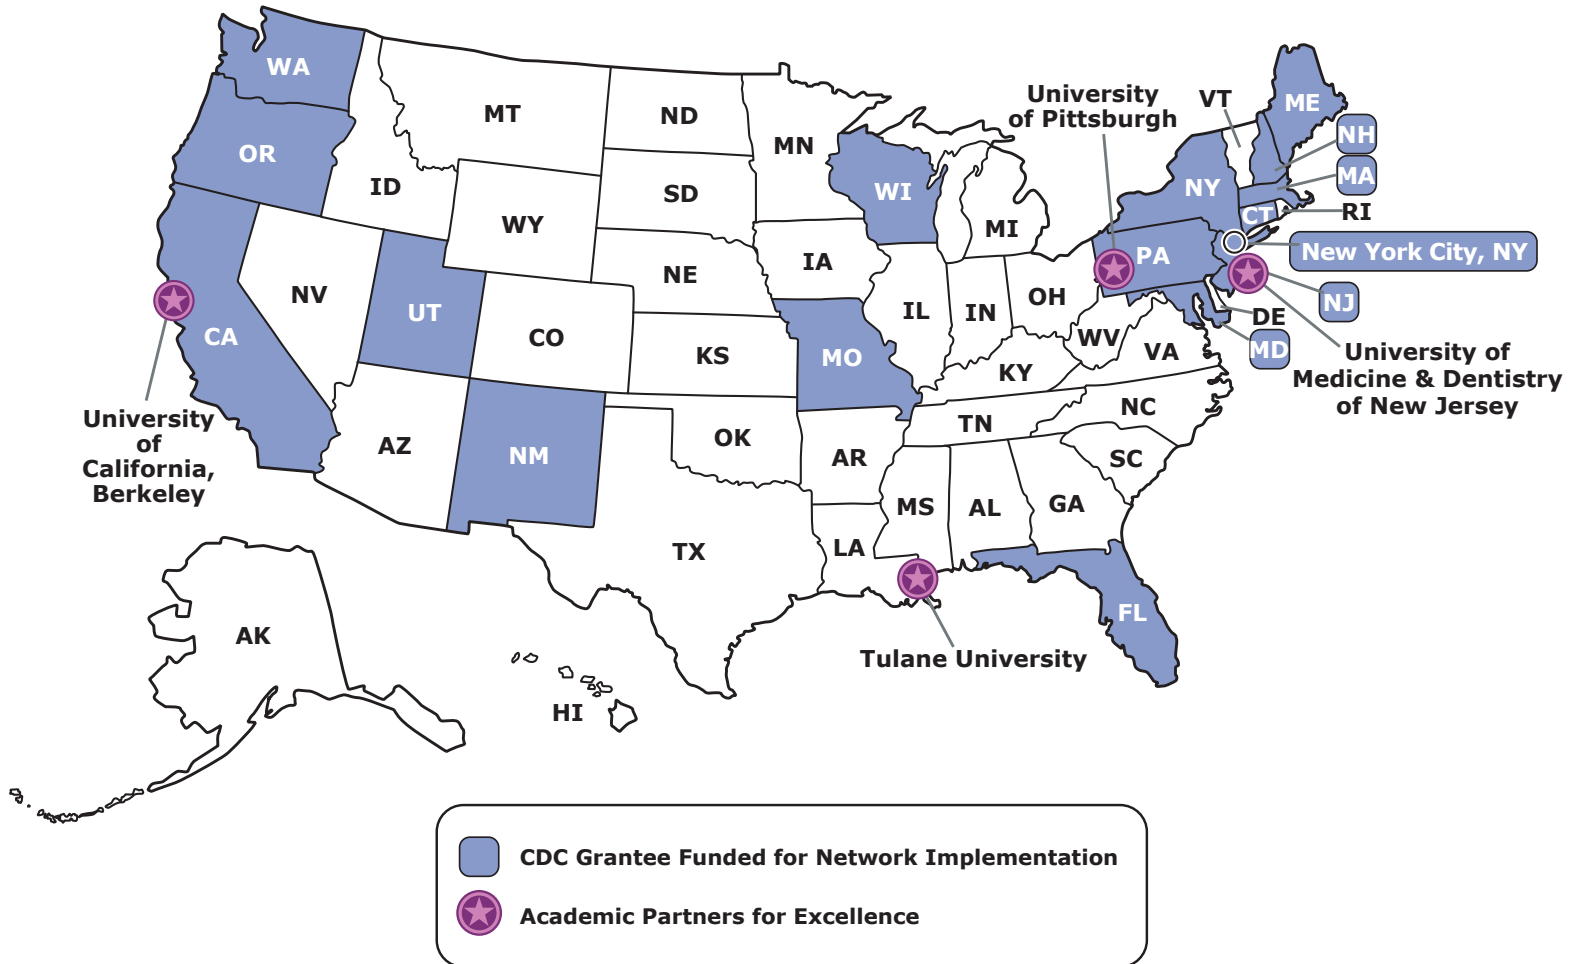 WA
MT
ND
MN
OR
ID
SD
WI
WY
MI
University
of Pittsburgh
VT
ME
NH
MA
NY
CT
RI
New York City, NY
PA
NJ
DE
MD
University of
Medicine & Dentistry
of New Jersey
NE
IA
NV
UT
CO
CA
KS
MO
IL
IN
OH
WV
VA
KY
University
of
California,
Berkeley
AZ
NM
OK
AR
TN
NC
SC
MS
AL
GA
TX
LA
FL
Tulane University
AK
HI
CDC Grantee Funded for Network Implementation
Academic Partners for Excellence